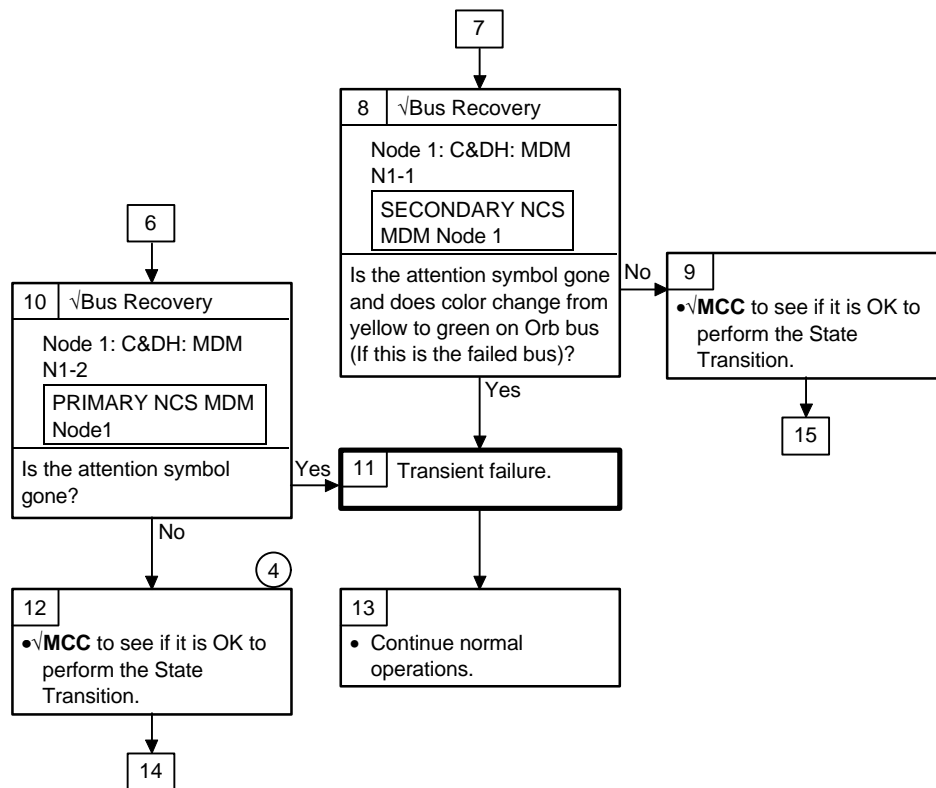 7
8 √Bus Recovery
Node 1: C&DH: MDM
N1-1
SECONDARY NCS
MDM Node 1
Is the attention symbol gone
and does color change from
yellow to green on Orb bus
(If this is the failed bus)?
No
Yes
9
•√MCC to see if it is OK to
perform the State
Transition.
15
6
10 √Bus Recovery
Node 1: C&DH: MDM
N1-2
PRIMARY NCS MDM
Node1
Is the attention symbol
gone?
Yes
No
11 Transient failure.
4
12
•√MCC to see if it is OK to
perform the State
Transition.
14
13
• Continue normal
operations.